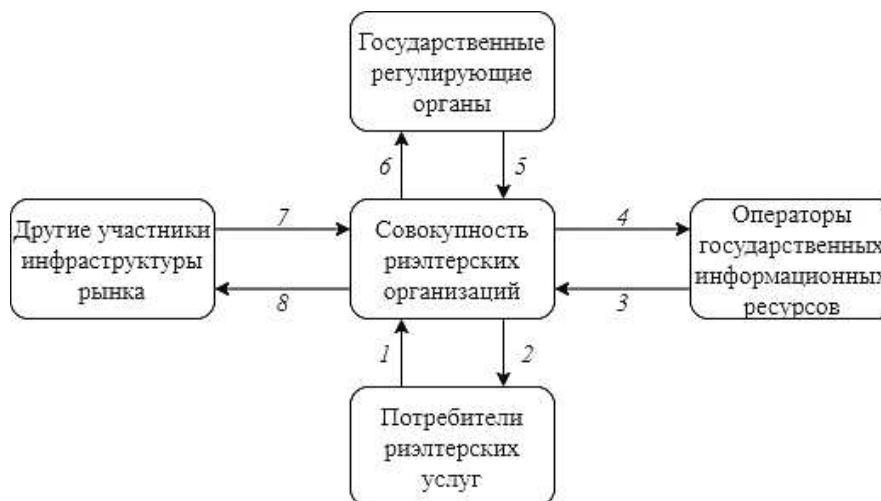 Государственные
регулирующие
органы
6
5
Другие участники
инфраструктуры
рынка
7
8
Совокупность
риэлтерских
организаций
4
3
Операторы
государственных
информационных
ресурсов
1
2
Потребители
риэлтерских
услуг